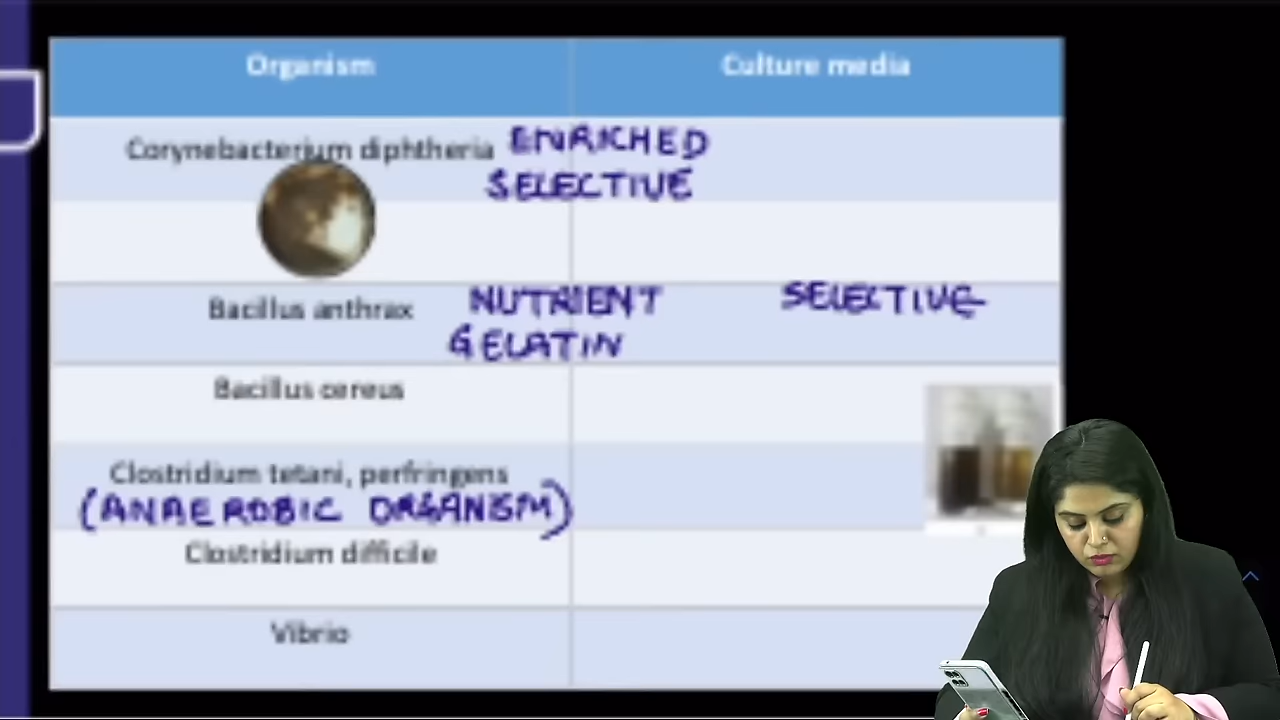 Organism Culture media
Corynebacterium diphtheria ENRICHED
SELECTIVE
Bacillus anthrax NUTRIENT SELECTIVE
GELATIN
Bacillus cereus
Clostridium tetani, perfringens
(ANAEROBIC ORGANISM)
Clostridium difficile
Vibrio